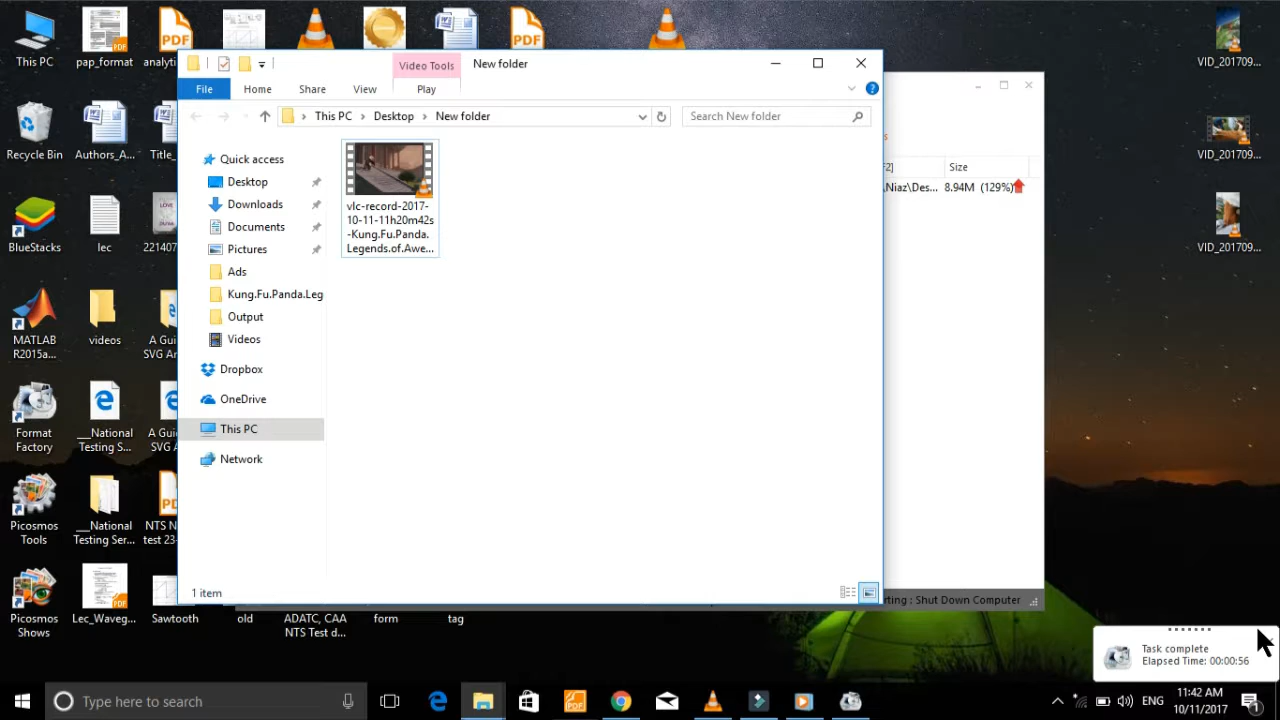 This PC
pap_format
analyti
VID_201709...
Video Tools
New folder
File
Home
Share
View
Play
This PC
Desktop
New folder
Search New folder
Recycle Bin
Authors_A...
Title_
VID_201709...
Quick access
Desktop
Downloads
Documents
Pictures
Ads
Kung.Fu.Panda.Leg
Output
Videos
Dropbox
OneDrive
This PC
Network
vlc-record-2017-
10-11-11h20m42s
-Kung.Fu.Panda.
Legends.of.Awe...
F2]
Size
\Niaz\Des...
8.94M (129%)
BlueStacks
lec
221407
VID_201709...
MATLAB
R2015a...
videos
A Gui
SVG An
Format
Factory
__National
Testing S...
A Gui
SVG A
Picosmos
Tools
__National
Testing Ser...
NTS N
test 23-
1 item
rting : Shut Down Computer
Picosmos
Shows
Lec_Waveg...
Sawtooth
old
ADATC, CAA
NTS Test d...
form
tag
Task complete
Elapsed Time: 00:00:56
Type here to search
ENG
11:42 AM
10/11/2017